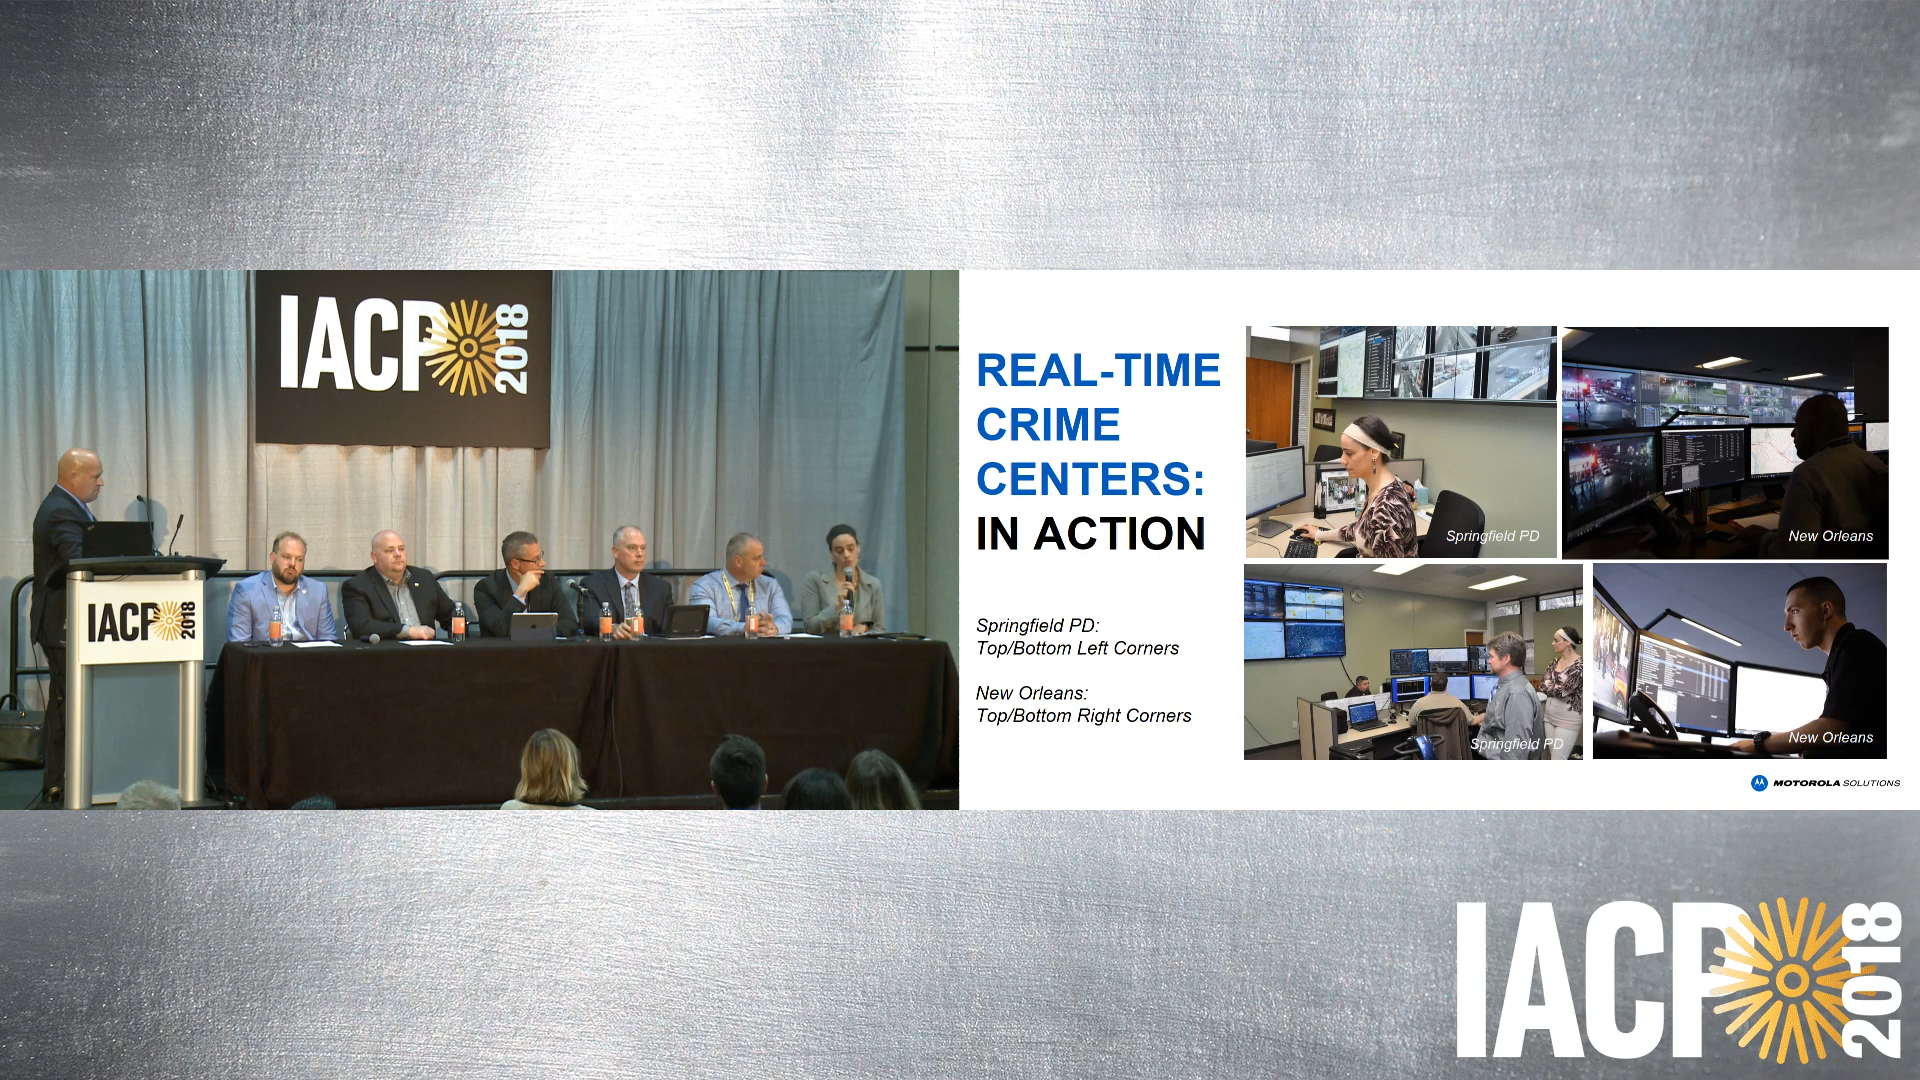 IACP 2018
IACP 2018
REAL-TIME
CRIME
CENTERS:
IN ACTION
Springfield PD:
Top/Bottom Left Corners
New Orleans:
Top/Bottom Right Corners
Springfield PD
New Orleans
Springfield PD
New Orleans
MOTOROLA SOLUTIONS
IACP 2018